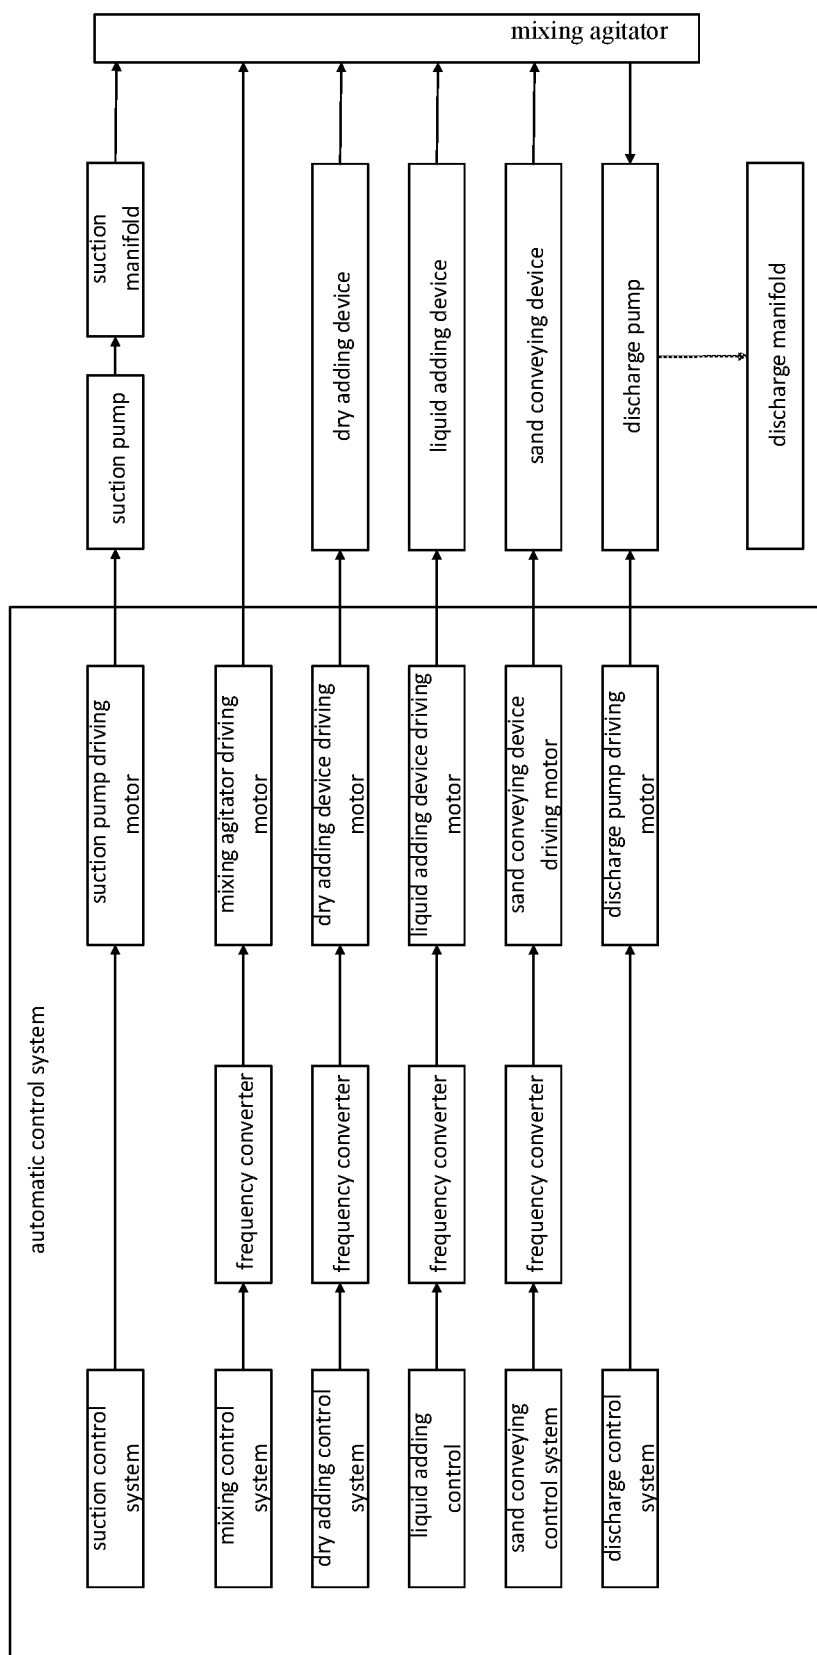 mixing agitator
suction
manifold
suction pump
dry adding device
liquid adding device
sand conveying device
discharge pump
discharge manifold
suction pump driving
motor
mixing agitator driving
motor
dry adding device driving
motor
liquid adding device driving
motor
sand conveying device
driving motor
discharge pump driving
motor
automatic control system
frequency converter
frequency converter
frequency converter
frequency converter
suction control
system
mixing control
system
dry adding control
system
liquid adding
control
sand conveying
control system
discharge control
system